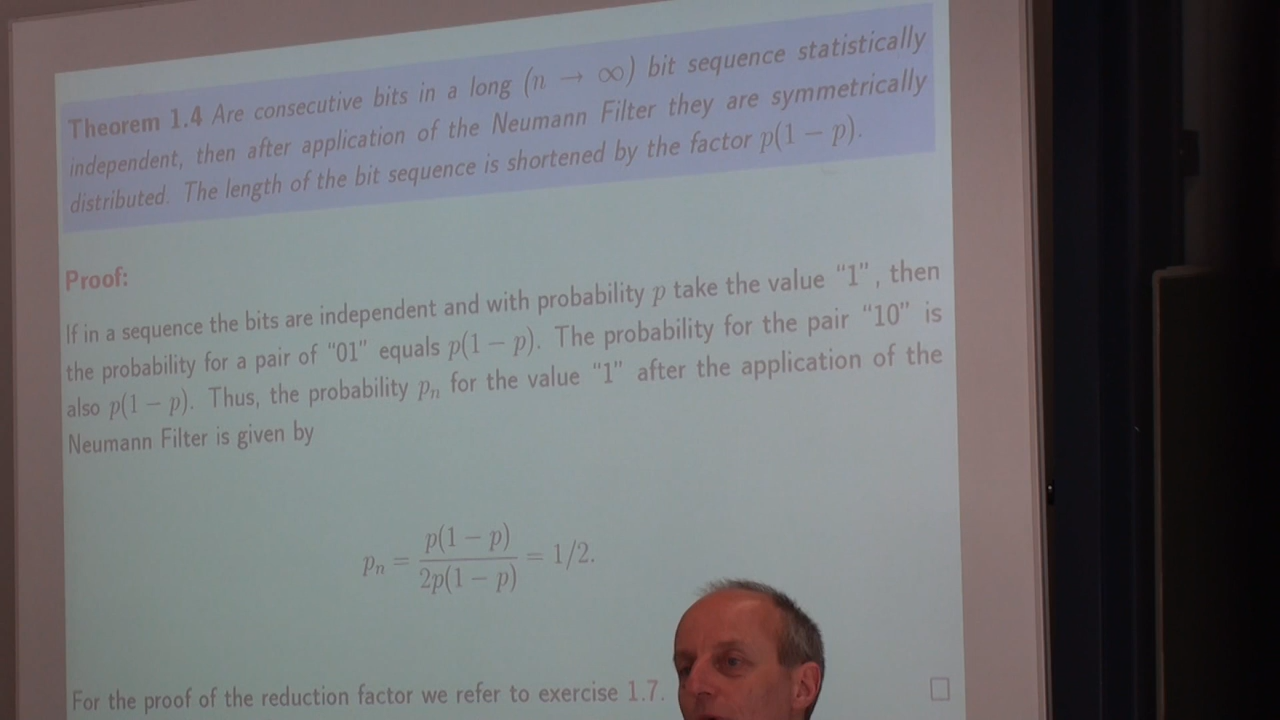 Theorem 1.4 Are consecutive bits in a long (n → ∞) bit sequence statistically
independent, then after application of the Neumann Filter they are symmetrically
distributed. The length of the bit sequence is shortened by the factor p(1 − p).
Proof:
If in a sequence the bits are independent and with probability p take the value “1”, then
the probability for a pair of “01” equals p(1 − p). The probability for the pair “10” is
also p(1 − p). Thus, the probability pₙ for the value “1” after the application of the
Neumann Filter is given by
pₙ = p(1 − p) / 2p(1 − p) = 1/2.
For the proof of the reduction factor we refer to exercise 1.7. □